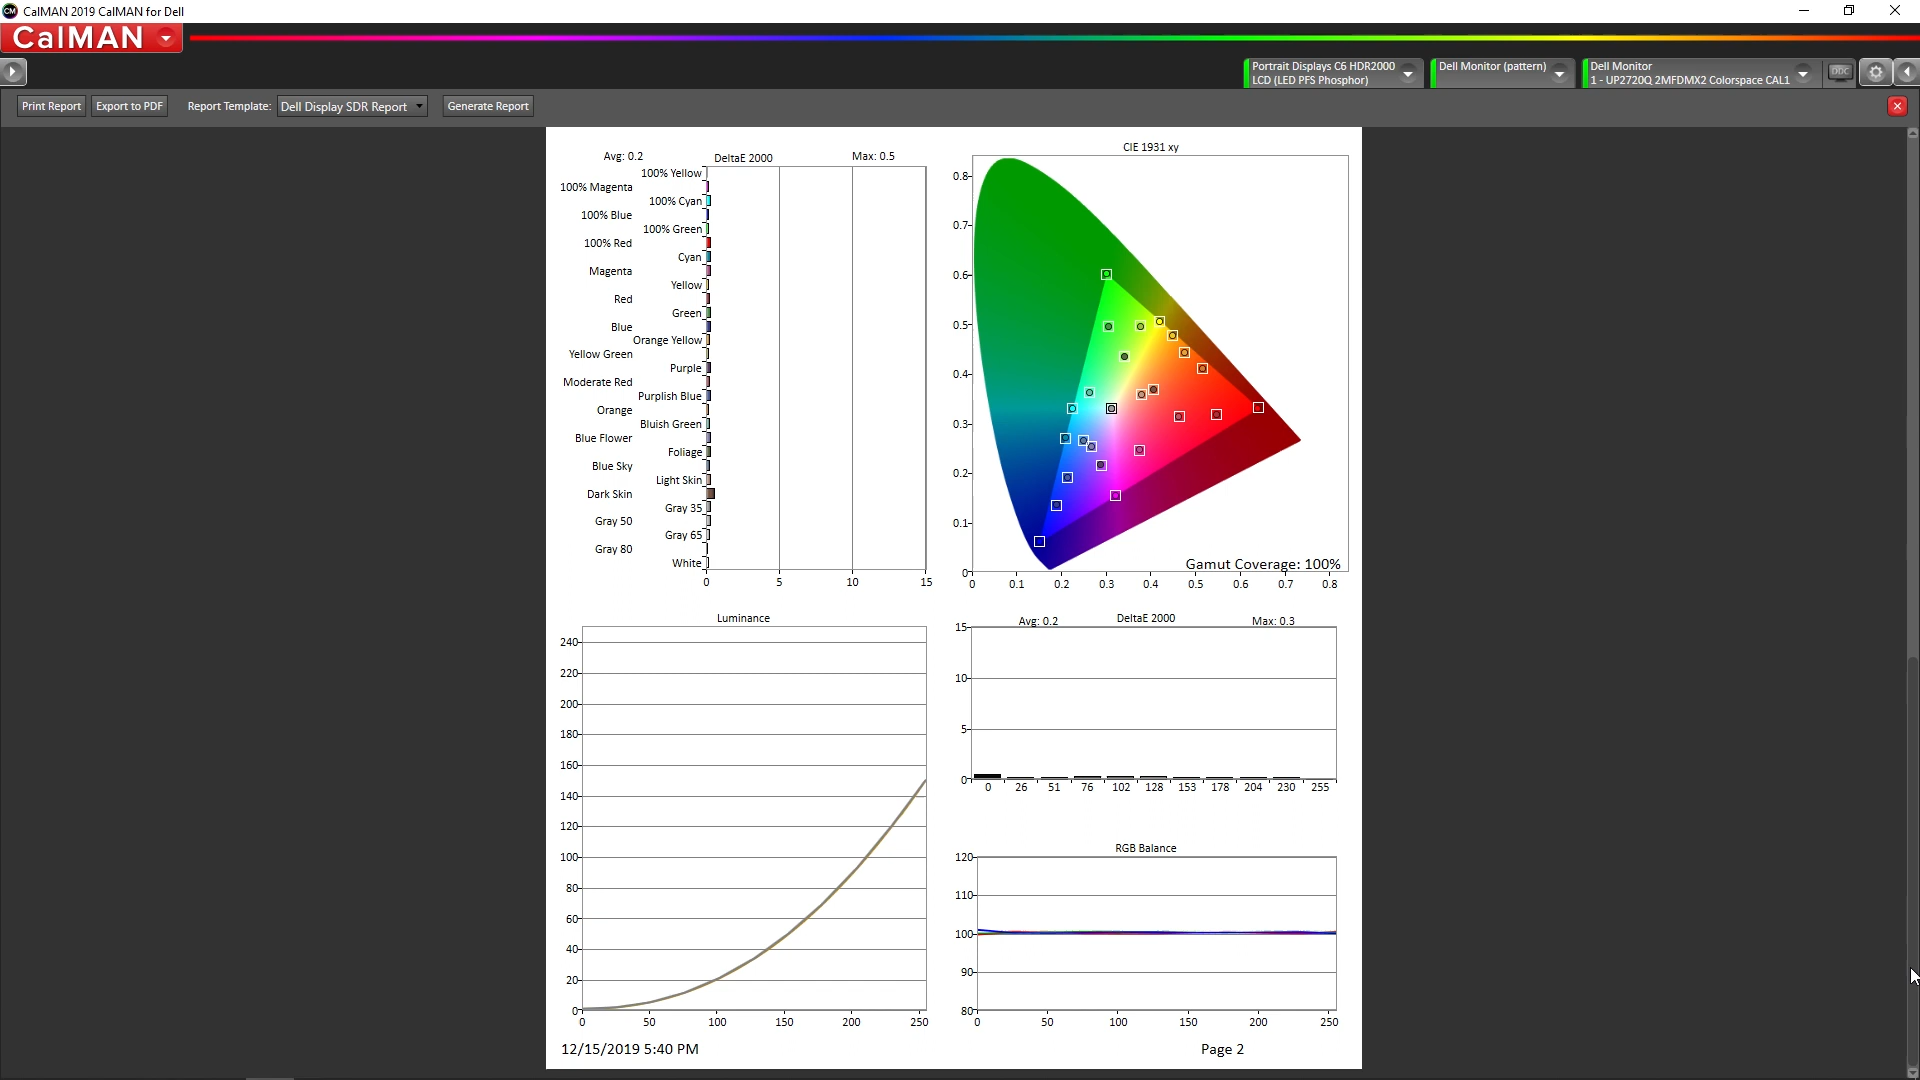 CalMAN 2019 CalMAN for Dell
CalMAN
Portrait Displays C6 HDR2000
LCD (LED PFS Phosphor)
Dell Monitor (pattern)
Dell Monitor
1 - UP2720Q 2MFDMX2 Colorspace CAL1
DDC
Print Report
Export to PDF
Report Template:
Dell Display SDR Report
Generate Report
Avg: 0.2
DeltaE 2000
Max: 0.5
100% Yellow
100% Magenta
100% Cyan
100% Blue
100% Green
100% Red
Cyan
Magenta
Yellow
Red
Green
Blue
Orange Yellow
Yellow Green
Purple
Moderate Red
Purplish Blue
Orange
Bluish Green
Blue Flower
Foliage
Blue Sky
Light Skin
Dark Skin
Gray 35
Gray 50
Gray 65
Gray 80
White
0 5 10 15
CIE 1931 xy
0.8
0.7
0.6
0.5
0.4
0.3
0.2
0.1
0
Gamut Coverage: 100%
0 0.1 0.2 0.3 0.4 0.5 0.6 0.7 0.8
Luminance
240
220
200
180
160
140
120
100
80
60
40
20
0
0 50 100 150 200 250
Avg: 0.2
DeltaE 2000
Max: 0.3
15
10
5
0
0 26 51 76 102 128 153 178 204 230 255
RGB Balance
120
110
100
90
80
0 50 100 150 200 250
12/15/2019 5:40 PM
Page 2